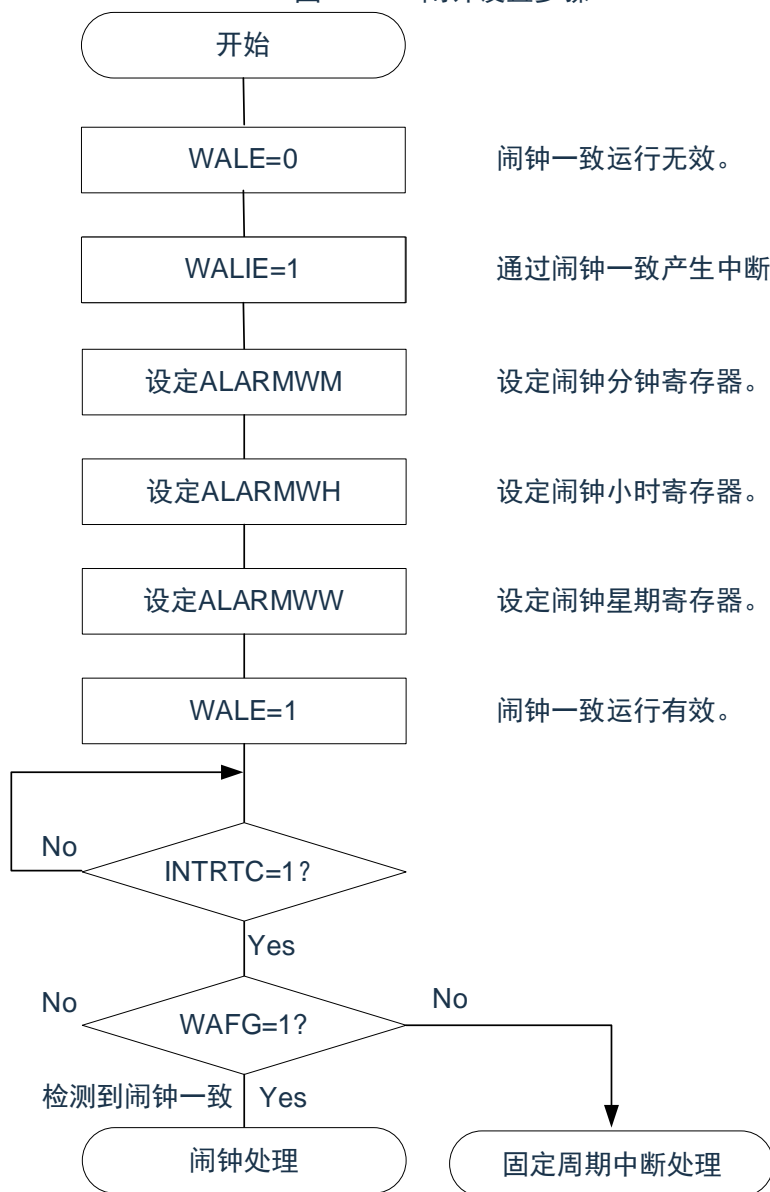 开始
WALE=0 闹钟一致运行无效。
WALIE=1 通过闹钟一致产生中断
设定ALARMWM 设定闹钟分钟寄存器。
设定ALARMWH 设定闹钟小时寄存器。
设定ALARMWW 设定闹钟星期寄存器。
WALE=1 闹钟一致运行有效。
No
INTRTC=1?
Yes
No
No
WAFG=1?
检测到闹钟一致 Yes
闹钟处理
固定周期中断处理